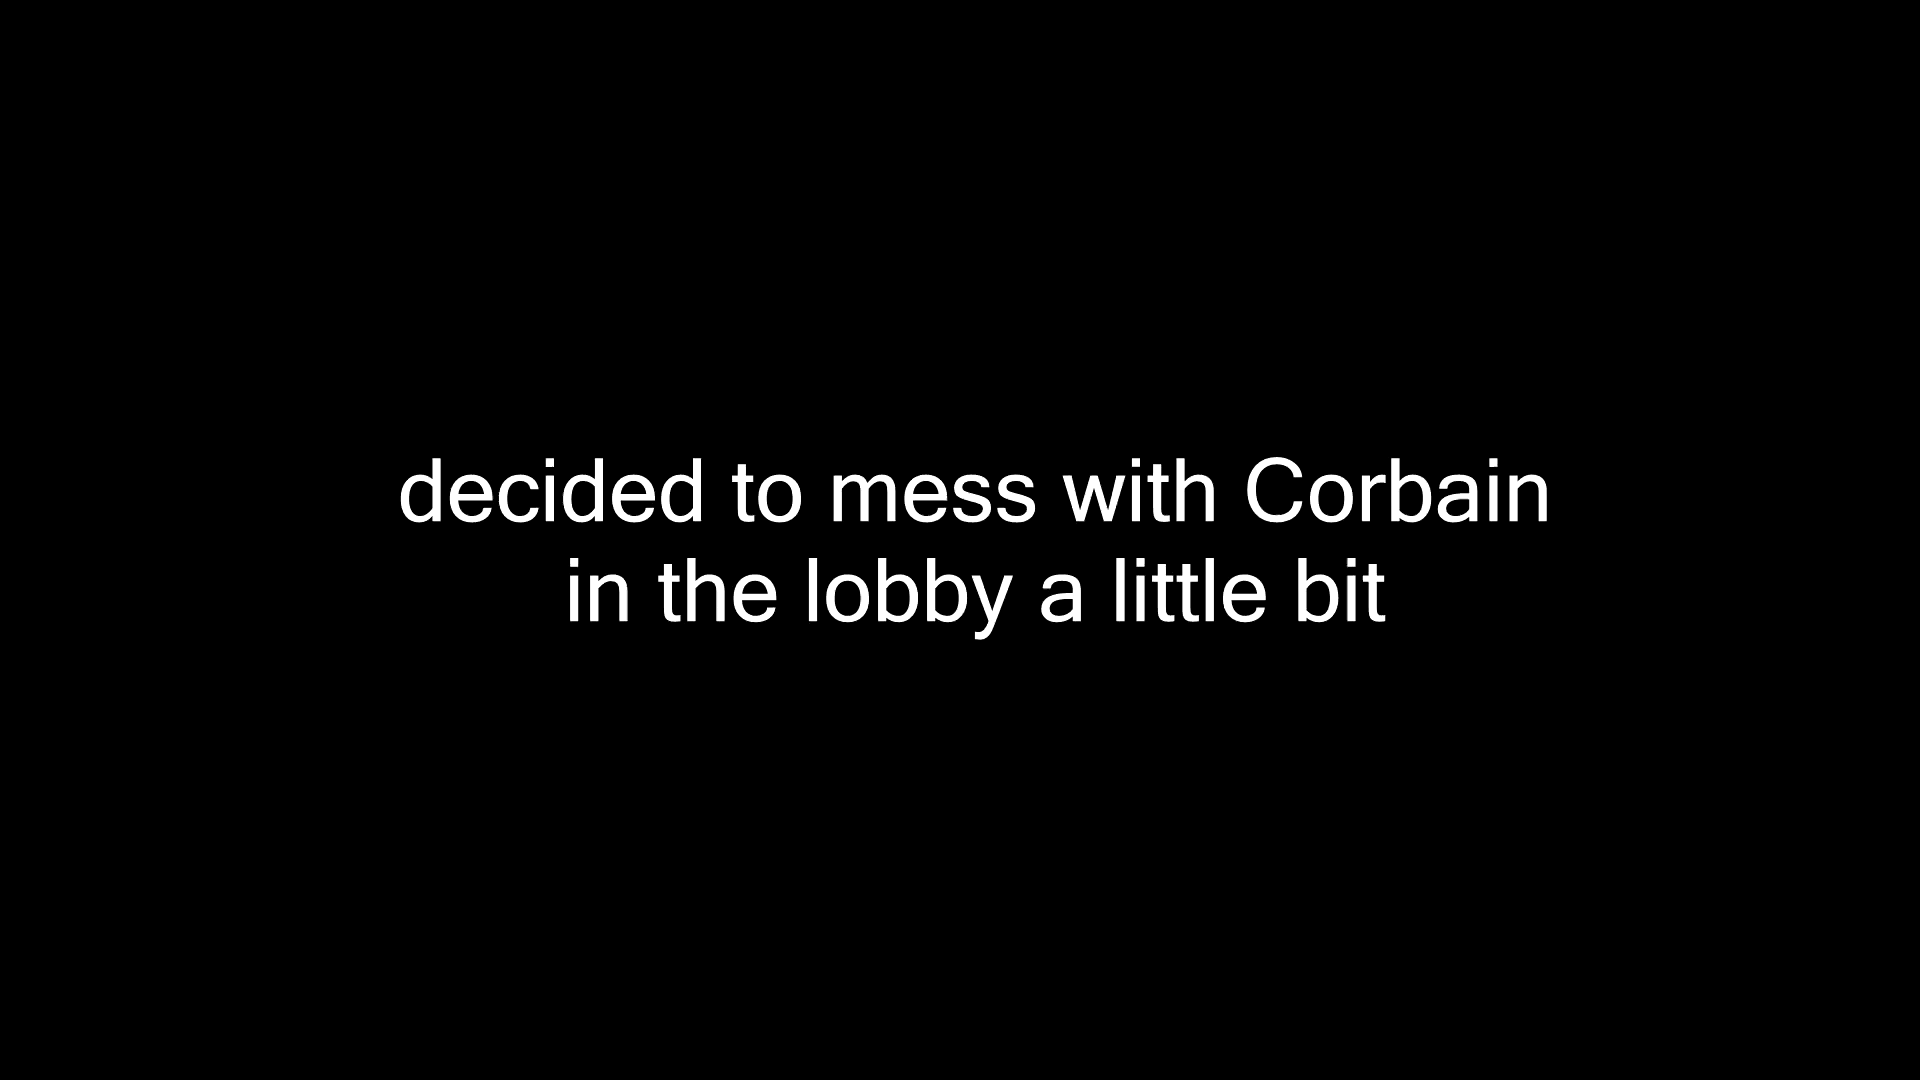 decided to mess with Corbain
in the lobby a little bit